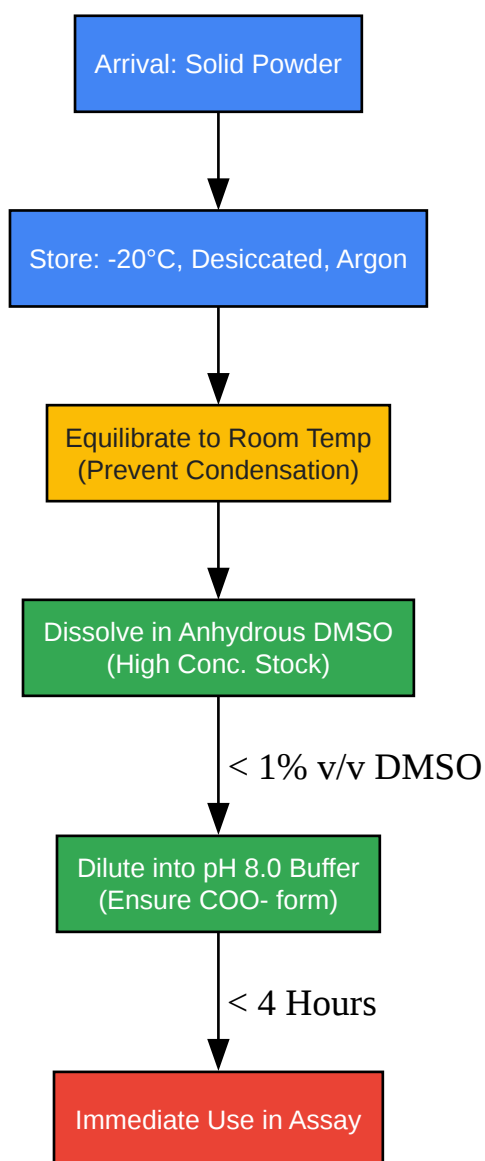 Arrival: Solid Powder
Store: -20°C, Desiccated, Argon
Equilibrate to Room Temp
(Prevent Condensation)
Dissolve in Anhydrous DMSO
(High Conc. Stock)
< 1% v/v DMSO
Dilute into pH 8.0 Buffer
(Ensure COO- form)
< 4 Hours
Immediate Use in Assay